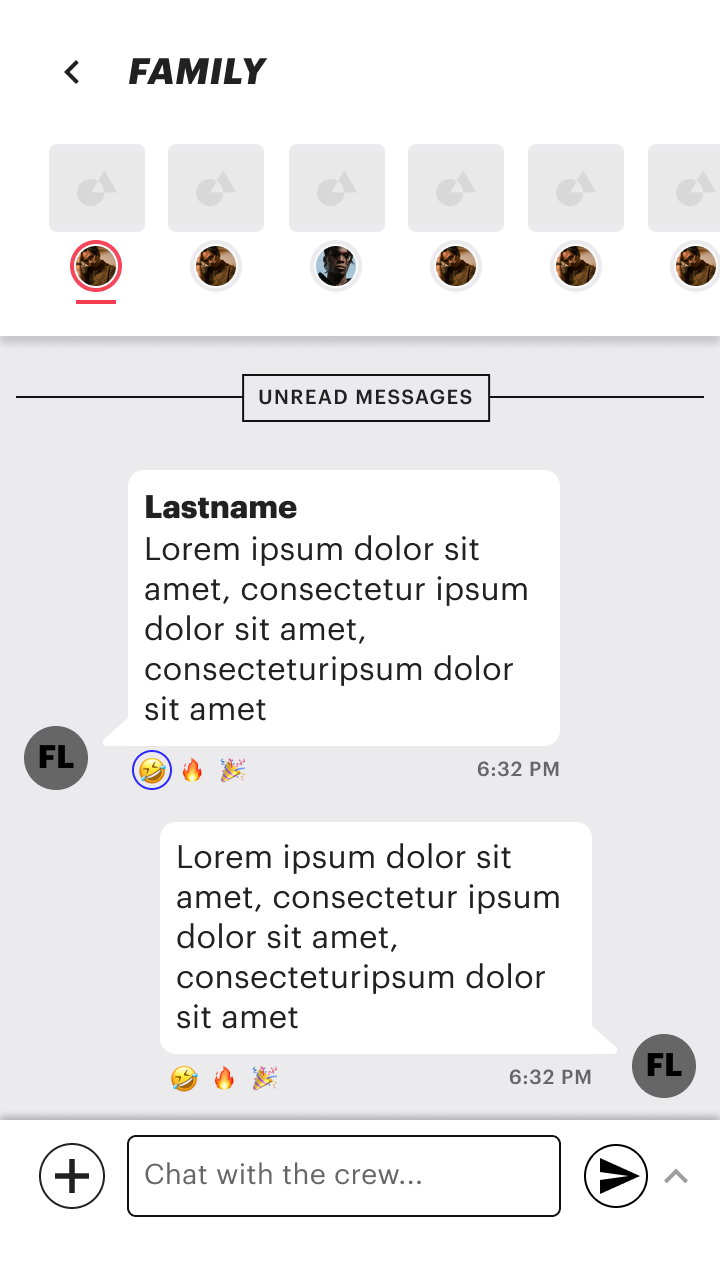 FAMILY
UNREAD MESSAGES
Lastname
Lorem ipsum dolor sit
amet, consectetur ipsum
dolor sit amet,
consecteturipsum dolor
sit amet
FL
6:32 PM
Lorem ipsum dolor sit
amet, consectetur ipsum
dolor sit amet,
consecteturipsum dolor
sit amet
FL
6:32 PM
Chat with the crew...